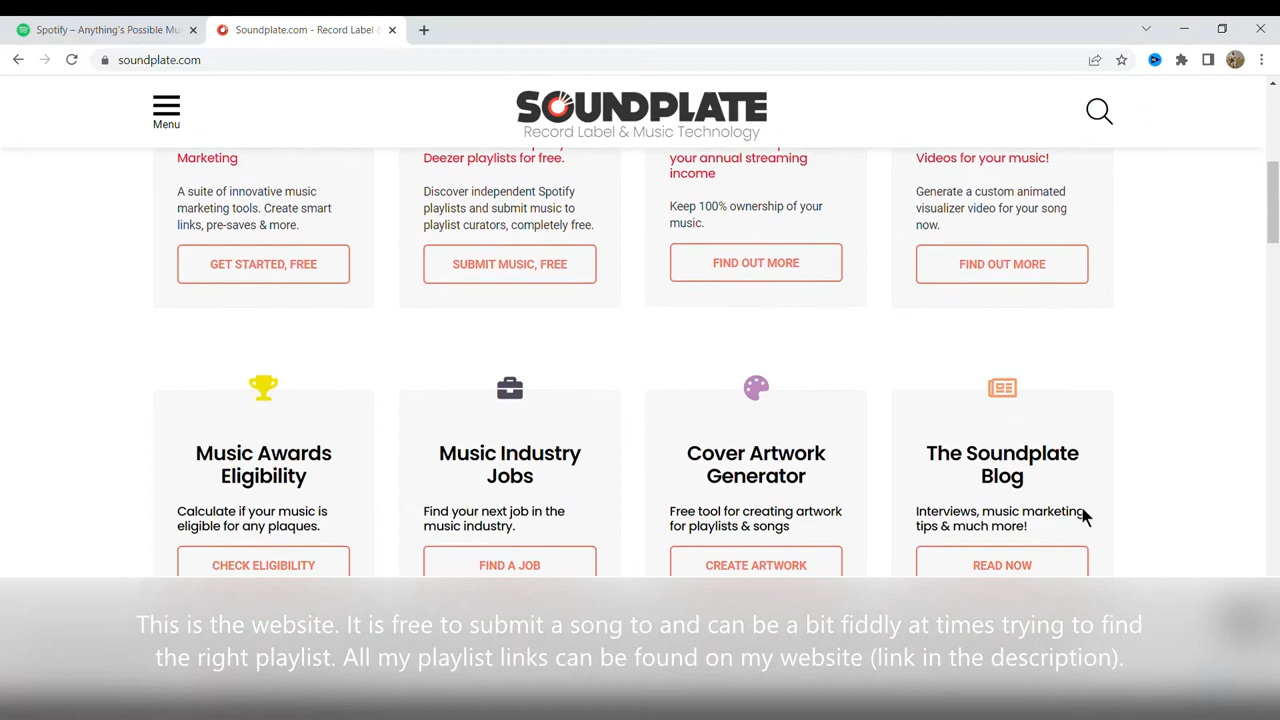 Spotify – Anything's Possible Mu
Soundplate.com - Record Label &
soundplate.com
Menu
SOUNDPLATE
Record Label & Music Technology
Marketing
A suite of innovative music
marketing tools. Create smart
links, pre-saves & more.
GET STARTED, FREE
Deezer playlists for free.
Discover independent Spotify
playlists and submit music to
playlist curators, completely free.
SUBMIT MUSIC, FREE
your annual streaming
income
Keep 100% ownership of your
music.
FIND OUT MORE
Videos for your music!
Generate a custom animated
visualizer video for your song
now.
FIND OUT MORE
Music Awards
Eligibility
Calculate if your music is
eligible for any plaques.
CHECK ELIGIBILITY
Music Industry
Jobs
Find your next job in the
music industry.
FIND A JOB
Cover Artwork
Generator
Free tool for creating artwork
for playlists & songs
CREATE ARTWORK
The Soundplate
Blog
Interviews, music marketing
tips & much more!
READ NOW
This is the website. It is free to submit a song to and can be a bit fiddly at times trying to find
the right playlist. All my playlist links can be found on my website (link in the description).